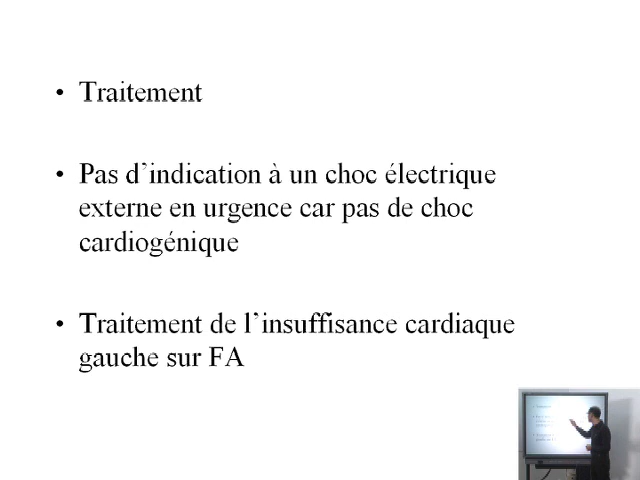 • Traitement
• Pas d'indication à un choc électrique
externe en urgence car pas de choc
cardiogénique
• Traitement de l'insuffisance cardiaque
gauche sur FA